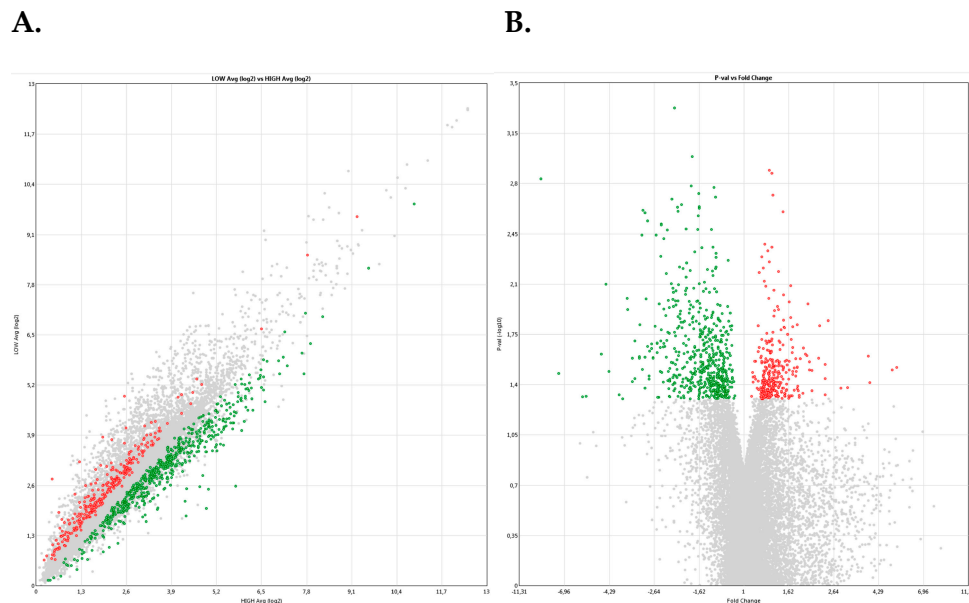 A.
B.
LOW Avg (log2) vs HIGH Avg (log2)
13
11,7
10,4
9,1
7,8
6,5
5,2
3,9
2,6
1,3
0
LOW Avg (log2)
0 1,3 2,6 3,9 5,2 6,5 7,8 9,1 10,4 11,7 13
HIGH Avg (log2)
P-val vs Fold Change
3,5
3,15
2,8
2,45
2,1
1,75
1,4
1,05
0,7
0,35
0
P-val (-log10)
-11,31 -6,96 -4,29 -2,64 -1,62 -1 1,62 2,64 4,29 6,96 11,
Fold Change